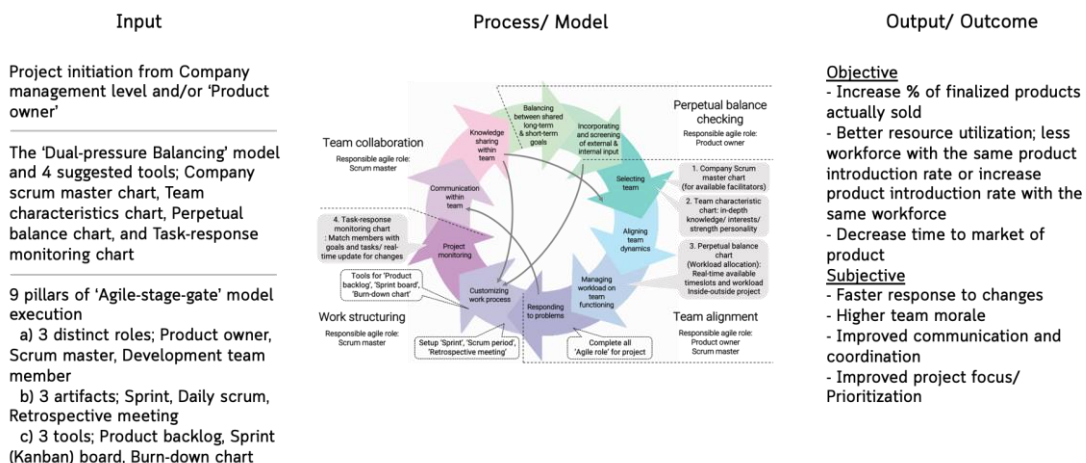 Input
Project initiation from Company
management level and/or ‘Product
owner’
The ‘Dual-pressure Balancing’ model
and 4 suggested tools; Company
scrum master chart, Team
characteristics chart, Perpetual
balance chart, and Task-response
monitoring chart
9 pillars of ‘Agile-stage-gate’ model
execution
a) 3 distinct roles; Product owner,
Scrum master, Development team
member
b) 3 artifacts; Sprint, Daily scrum,
Retrospective meeting
c) 3 tools; Product backlog, Sprint
(Kanban) board, Burn-down chart
Process/ Model
Balancing
between shared
long-term
& short-term
goals
Incorporating
and screening
of external &
internal input
Perpetual balance
checking
Responsible agile role:
Product owner
Selecting
team
1. Company Scrum
master chart
(for available facilitators)
2. Team characteristic
chart: in-depth
knowledge/ interests/
strength personality
Aligning
team
dynamics
3. Perpetual balance
chart
(Workload allocation):
Real-time available
timeslots and workload
Inside-outside project
Managing
workload on
team
functioning
Team alignment
Responsible agile role:
Product owner
Scrum master
Responding
to problems
Complete all
‘Agile role’ for project
Customizing
work process
Setup ‘Sprint’, ‘Scrum period’,
‘Retrospective meeting’
Tools for ‘Product
backlog’, ‘Sprint board’,
‘Burn-down chart’
Work structuring
Responsible agile role:
Scrum master
Project
monitoring
4. Task-response
monitoring chart
: Match members with
goals and tasks/ real-
time update for changes
Communication
within
team
Knowledge
sharing within
team
Team collaboration
Responsible agile role:
Scrum master
Output/ Outcome
Objective
- Increase % of finalized products
actually sold
- Better resource utilization; less
workforce with the same product
introduction rate or increase
product introduction rate with the
same workforce
- Decrease time to market of
product
Subjective
- Faster response to changes
- Higher team morale
- Improved communication and
coordination
- Improved project focus/
Prioritization